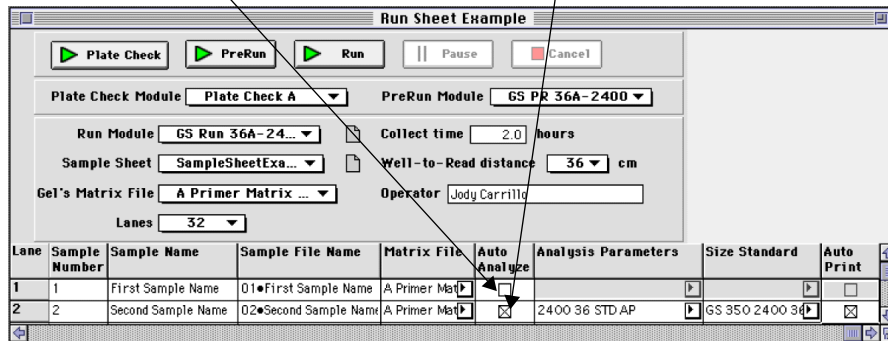 Run Sheet Example
Plate Check PreRun Run Pause Cancel
Plate Check Module Plate Check A PreRun Module GS PR 36A-2400
Run Module GS Run 36A-24... Collect time 2.0 hours
Sample Sheet SampleSheetExa... Well-to-Read distance 36 cm
Gel's Matrix File A Primer Matrix ... Operator Jody Carrillo
Lanes 32
Lane Sample Sample Name Sample File Name Matrix File Auto Analysis Parameters Size Standard Auto
Number Analyze Print
1 1 First Sample Name 01•First Sample Name A Primer Mat
2 2 Second Sample Name 02•Second Sample Name A Primer Mat 2400 36 STD AP GS 350 2400 36